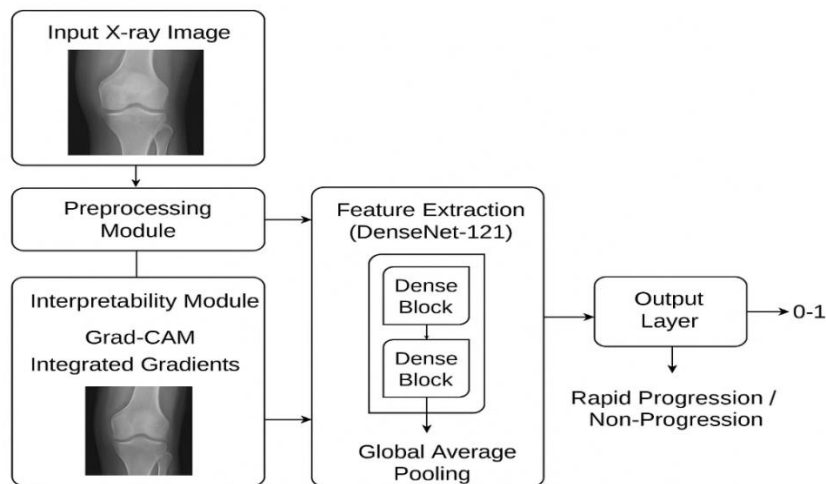 Input X-ray Image
Preprocessing
Module
Interpretability Module
Grad-CAM
Integrated Gradients
Feature Extraction
(DenseNet-121)
Dense
Block
Dense
Block
Global Average
Pooling
Output
Layer
0-1
Rapid Progression /
Non-Progression